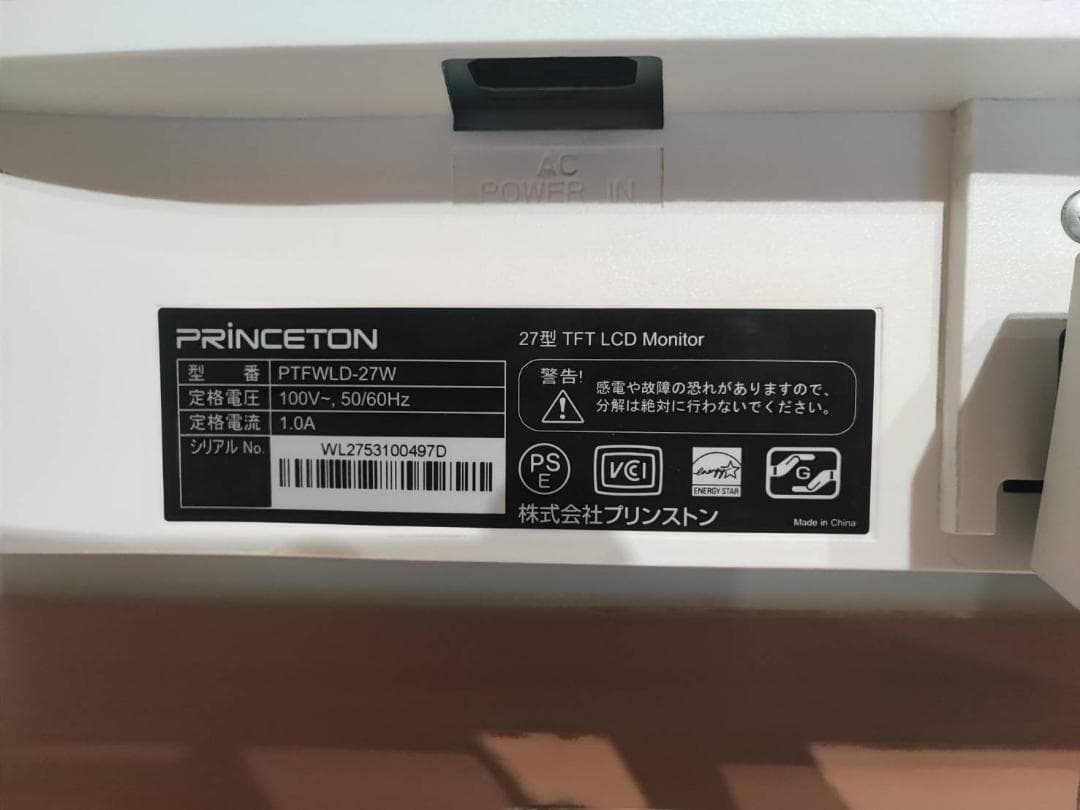 AC
POWER IN
PRINCETON
27型 TFT LCD Monitor
型 番 PTFWLD-27W
定格電圧 100V~, 50/60Hz
定格電流 1.0A
シリアル No. WL2753100497D
警告!
感電や故障の恐れがありますので、
分解は絶対に行わないでください。
PS
E
VCCI
energy
ENERGY STAR
G
株式会社プリンストン
Made in China